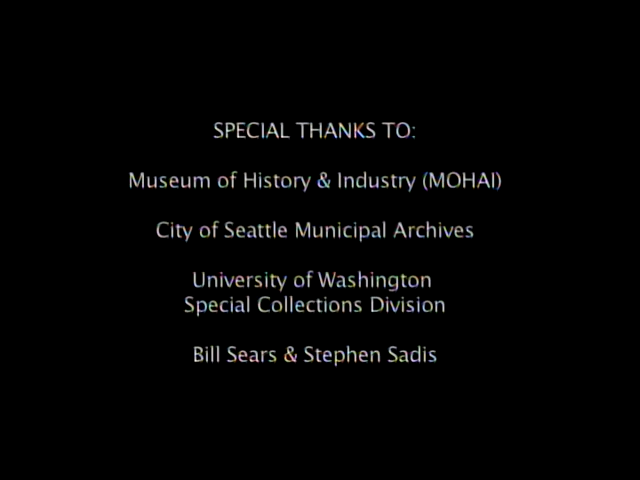 SPECIAL THANKS TO:
Museum of History & Industry (MOHAI)
City of Seattle Municipal Archives
University of Washington
Special Collections Division
Bill Sears & Stephen Sadis